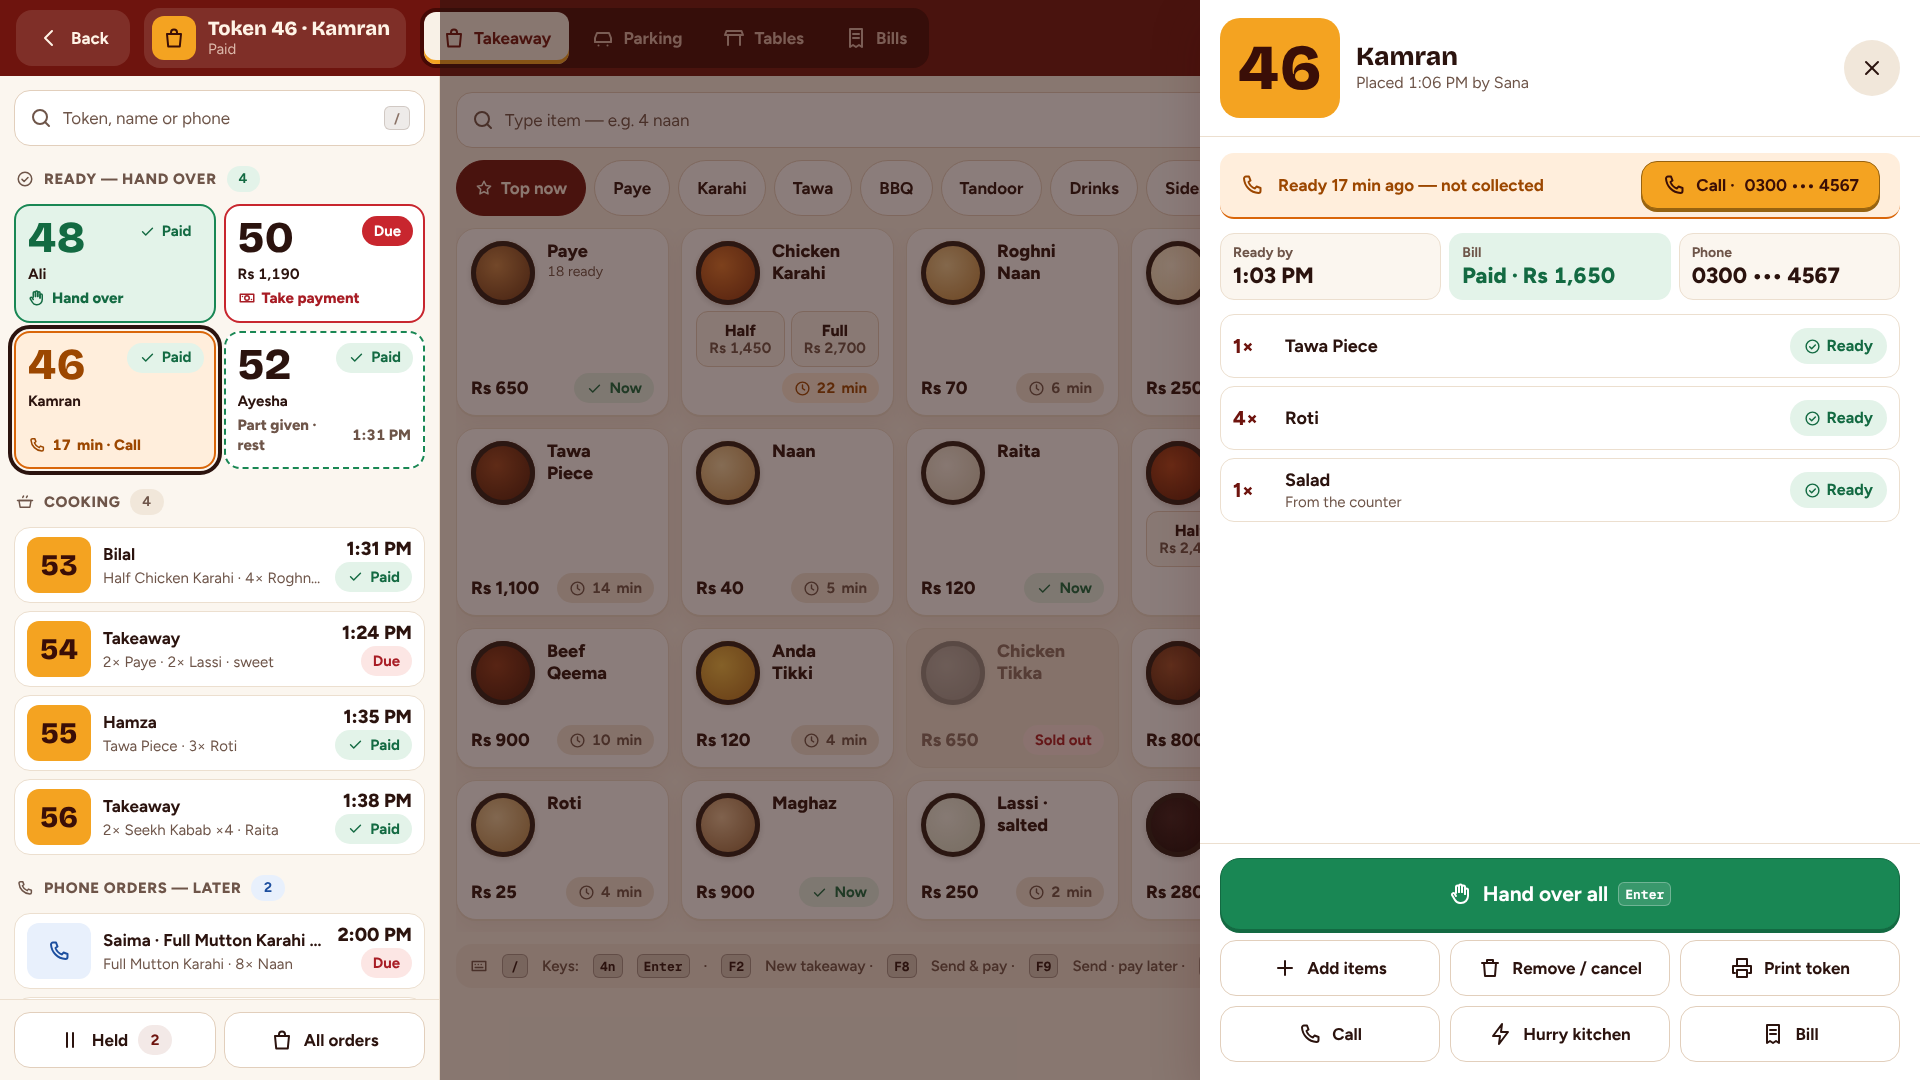 Back
Token 46 · Kamran
Paid
Takeaway
Parking
Tables
Bills
Token, name or phone
/
READY — HAND OVER 4
48
Paid
Ali
Hand over
50
Due
Rs 1,190
Take payment
46
Paid
Kamran
17 min · Call
52
Paid
Ayesha
Part given ·
rest
1:31 PM
COOKING 4
53
Bilal
Half Chicken Karahi · 4× Roghn...
1:31 PM
Paid
54
Takeaway
2× Paye · 2× Lassi · sweet
1:24 PM
Due
55
Hamza
Tawa Piece · 3× Roti
1:35 PM
Paid
56
Takeaway
2× Seekh Kabab ×4 · Raita
1:38 PM
Paid
PHONE ORDERS — LATER 2
Saima · Full Mutton Karahi ...
Full Mutton Karahi · 8× Naan
2:00 PM
Due
Held 2
All orders
Type item — e.g. 4 naan
Top now
Paye
Karahi
Tawa
BBQ
Tandoor
Drinks
Side
Paye
18 ready
Rs 650
Now
Chicken
Karahi
Half
Rs 1,450
Full
Rs 2,700
22 min
Roghni
Naan
Rs 70
6 min
Rs 250
Tawa
Piece
Rs 1,100
14 min
Naan
Rs 40
5 min
Raita
Rs 120
Now
Hal
Rs 2,4
Beef
Qeema
Rs 900
10 min
Anda
Tikki
Rs 120
4 min
Chicken
Tikka
Rs 650
Sold out
Rs 800
Roti
Rs 25
4 min
Maghaz
Rs 900
Now
Lassi ·
salted
Rs 250
2 min
Rs 280
/ Keys: 4n Enter · F2 New takeaway · F8 Send & pay · F9 Send · pay later ·
46
Kamran
Placed 1:06 PM by Sana
Ready 17 min ago — not collected
Call · 0300 ••• 4567
Ready by
1:03 PM
Bill
Paid · Rs 1,650
Phone
0300 ••• 4567
1× Tawa Piece
Ready
4× Roti
Ready
1× Salad
From the counter
Ready
Hand over all Enter
Add items
Remove / cancel
Print token
Call
Hurry kitchen
Bill